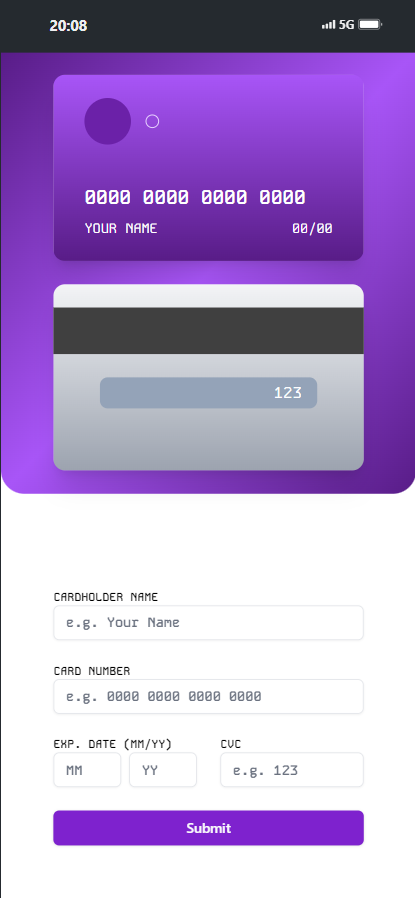 20:08 5G
0000 0000 0000 0000
YOUR NAME 00/00
123
CARDHOLDER NAME
e.g. Your Name
CARD NUMBER
e.g. 0000 0000 0000 0000
EXP. DATE (MM/YY) CVC
MM YY e.g. 123
Submit